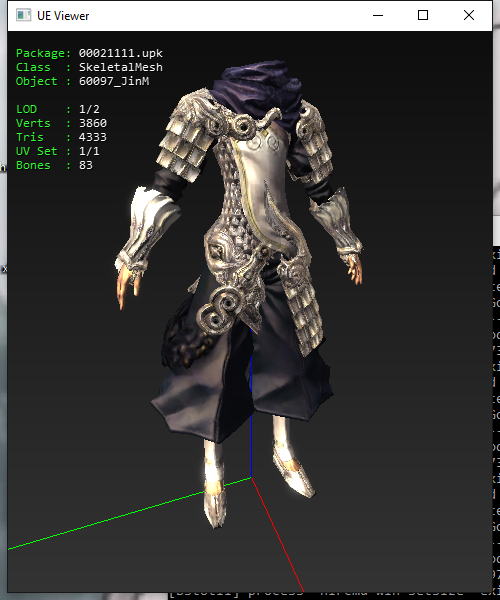 UE Viewer
Package: 00021111.upk
Class : SkeletalMesh
Object : 60097_JinM
LOD : 1/2
Verts : 3860
Tris : 4333
UV Set : 1/1
Bones : 83